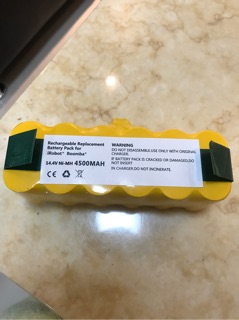 Rechargeable Replacement
Battery Pack for
iRobot® Roomba®
14.4V Ni-MH 4500MAH
WARNING
DO NOT DISASSEMBLE.USE ONLY WITH ORIGINAL
CHARGER.
IF BATTERY PACK IS CRACKED OR DAMAGED,DO
NOT INSERT
IN CHARGER.DO NOT INCINERATE.